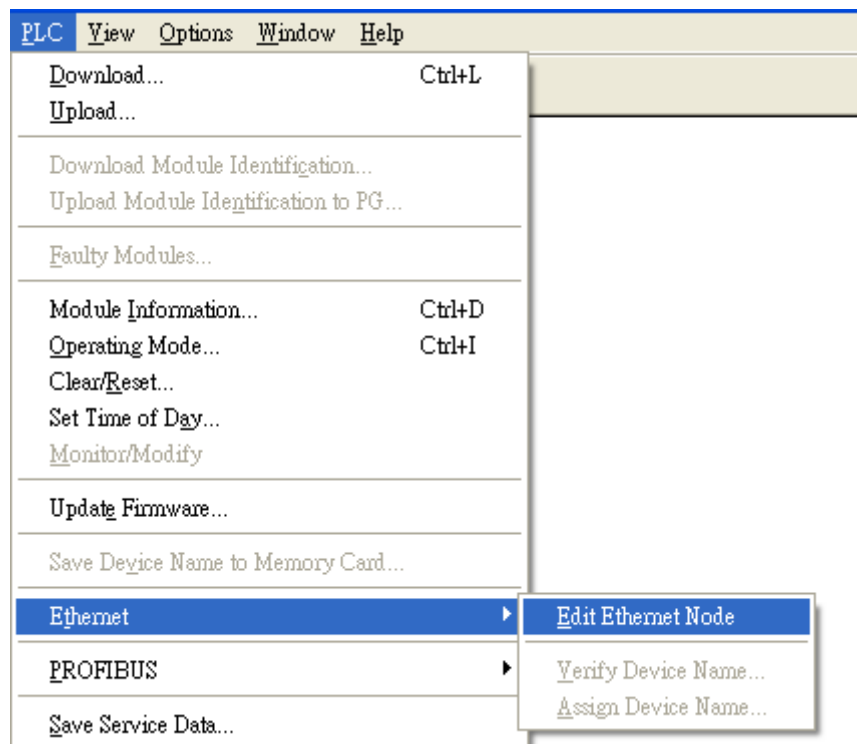 PLC View Options Window Help
Download... Ctrl+L
Upload...
Download Module Identification...
Upload Module Identification to PG...
Faulty Modules...
Module Information... Ctrl+D
Operating Mode... Ctrl+I
Clear/Reset...
Set Time of Day...
Monitor/Modify
Update Firmware...
Save Device Name to Memory Card...
Ethernet
Edit Ethernet Node
PROFIBUS
Verify Device Name...
Assign Device Name...
Save Service Data...